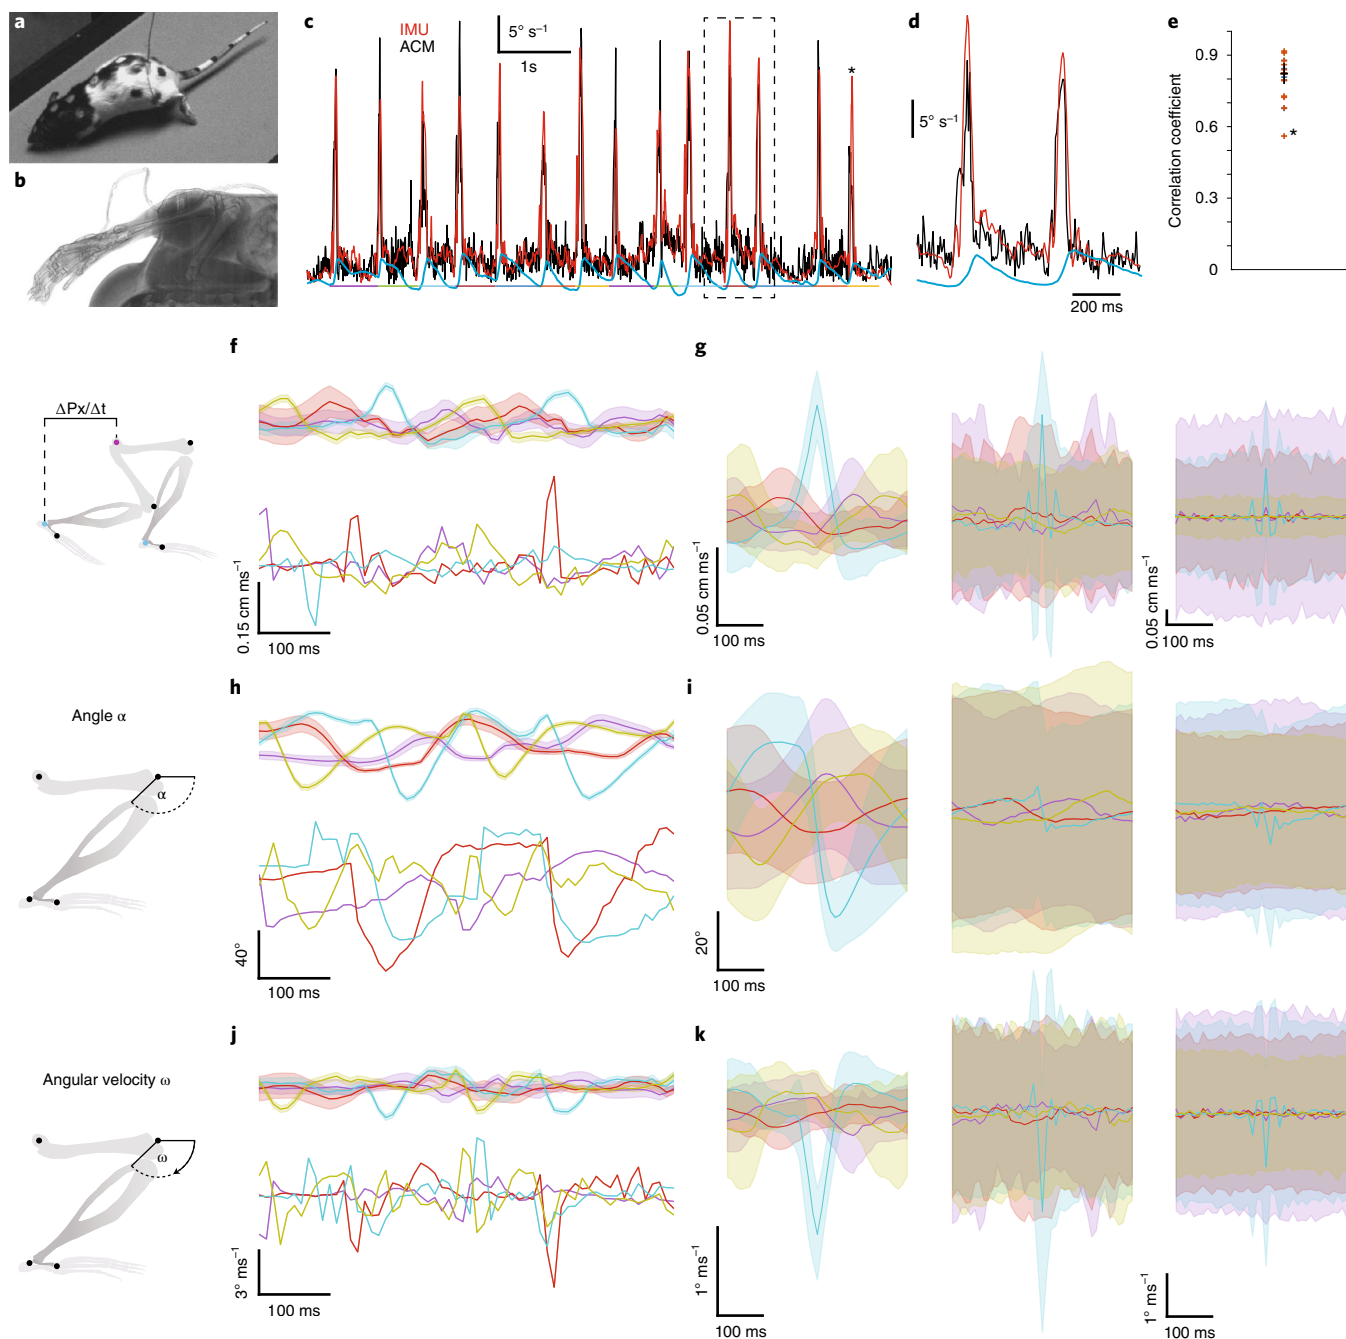 a
b
c
IMU
ACM
5° s⁻¹
1s
*
d
5° s⁻¹
200 ms
e
Correlation coefficient
0.9
0.6
0.3
0
*
f
ΔPx/Δt
0.15 cm ms⁻¹
100 ms
g
0.05 cm ms⁻¹
100 ms
0.05 cm ms⁻¹
100 ms
h
Angle α
α
40°
100 ms
i
20°
100 ms
j
Angular velocity ω
ω
3° ms⁻¹
100 ms
k
1° ms⁻¹
100 ms
1° ms⁻¹
100 ms